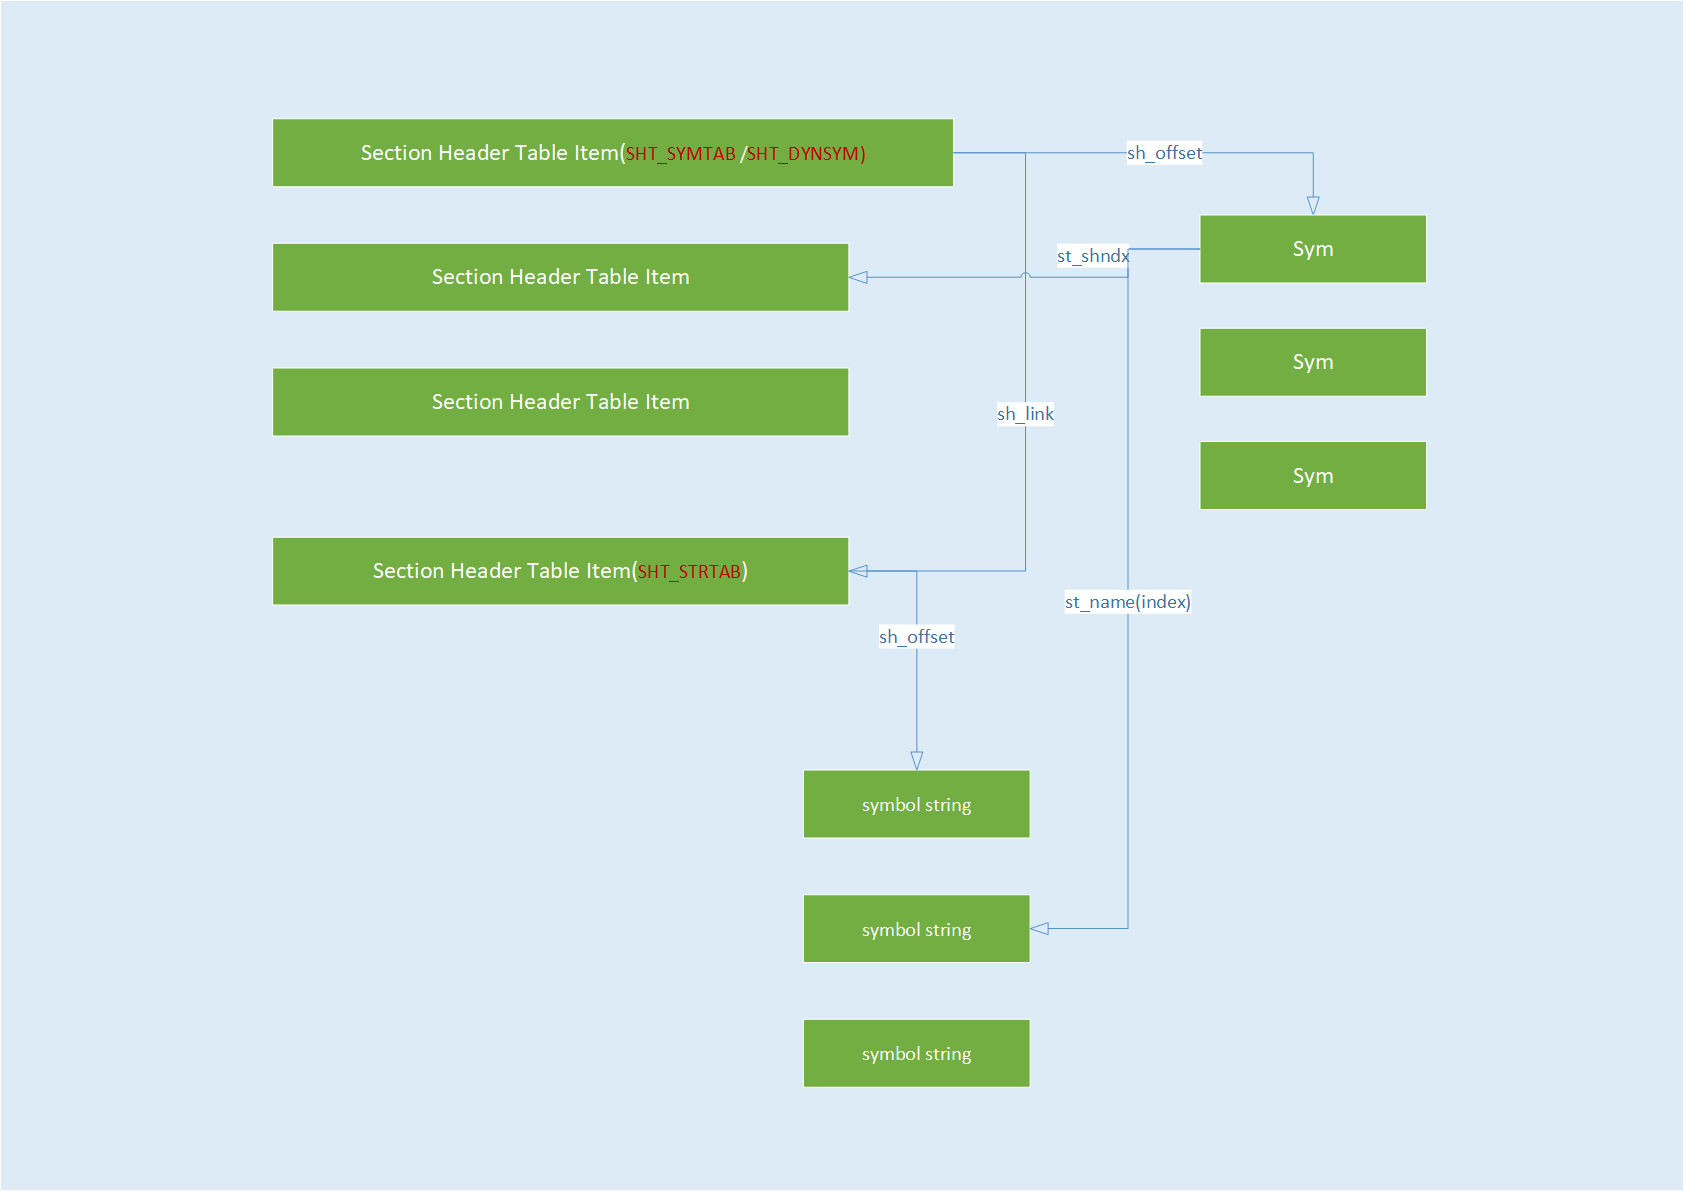 Section Header Table Item(SHT_SYMTAB /SHT_DYNSYM)
sh_offset
Sym
st_shndx
Section Header Table Item
Sym
Section Header Table Item
sh_link
Sym
Section Header Table Item(SHT_STRTAB)
st_name(index)
sh_offset
symbol string
symbol string
symbol string